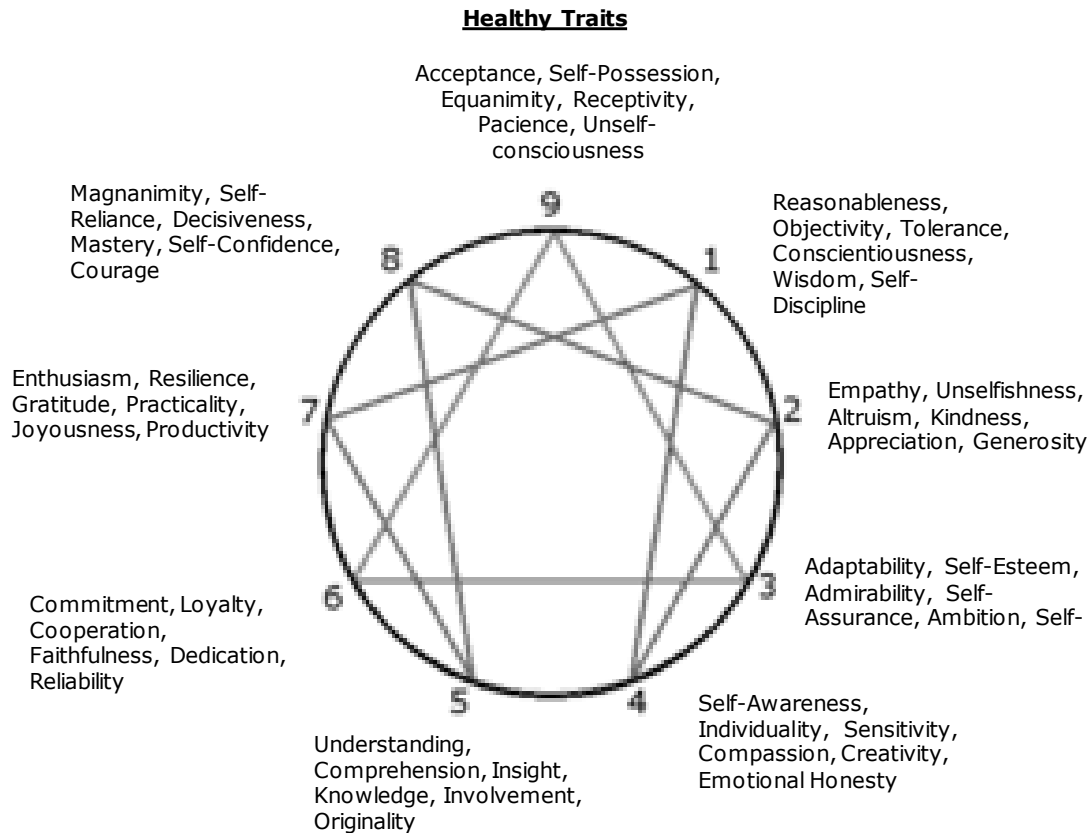 Healthy Traits
Acceptance, Self-Possession,
Equanimity, Receptivity,
Pacience, Unself-
consciousness
9
Magnanimity, Self-
Reliance, Decisiveness,
Mastery, Self-Confidence,
Courage
8
1
Reasonableness,
Objectivity, Tolerance,
Conscientiousness,
Wisdom, Self-
Discipline
Enthusiasm, Resilience,
Gratitude, Practicality,
Joyousness, Productivity
7
2
Empathy, Unselfishness,
Altruism, Kindness,
Appreciation, Generosity
6
3
Adaptability, Self-Esteem,
Admirability, Self-
Assurance, Ambition, Self-
Commitment, Loyalty,
Cooperation,
Faithfulness, Dedication,
Reliability
5
4
Self-Awareness,
Individuality, Sensitivity,
Compassion, Creativity,
Emotional Honesty
Understanding,
Comprehension, Insight,
Knowledge, Involvement,
Originality